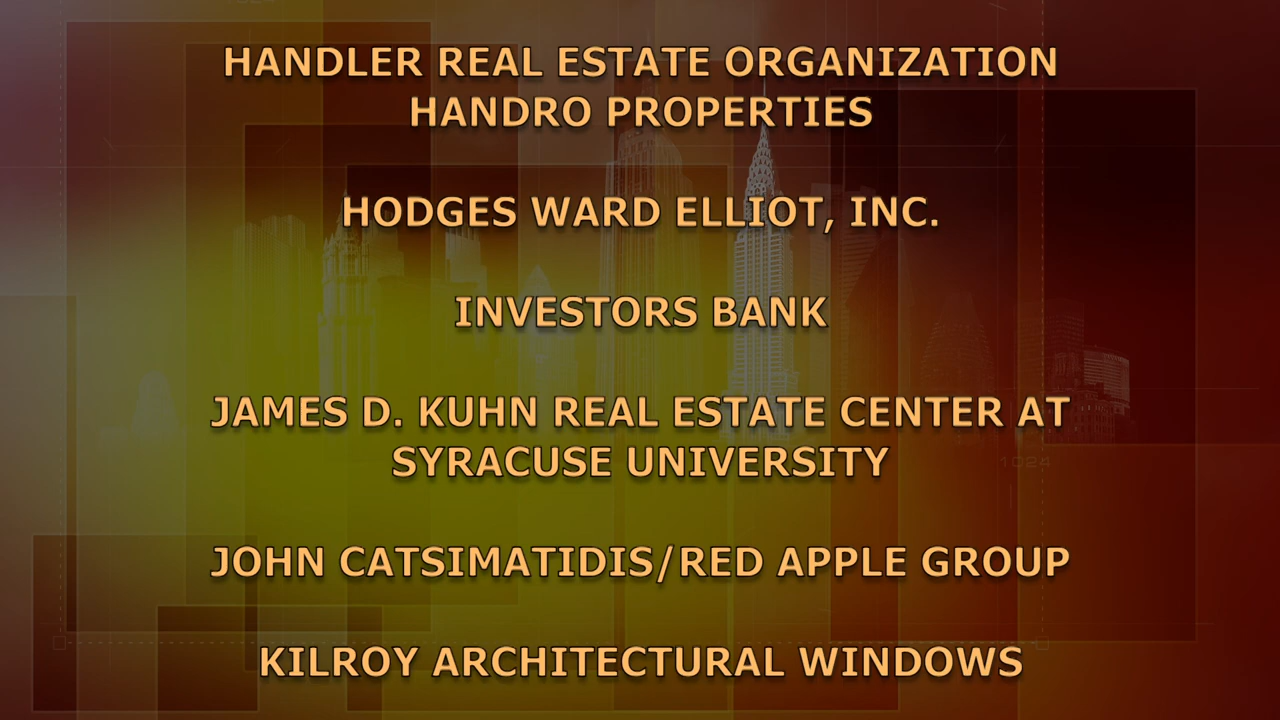 HANDLER REAL ESTATE ORGANIZATION
HANDRO PROPERTIES
HODGES WARD ELLIOT, INC.
INVESTORS BANK
JAMES D. KUHN REAL ESTATE CENTER AT
SYRACUSE UNIVERSITY
1024
JOHN CATSIMATIDIS/RED APPLE GROUP
KILROY ARCHITECTURAL WINDOWS